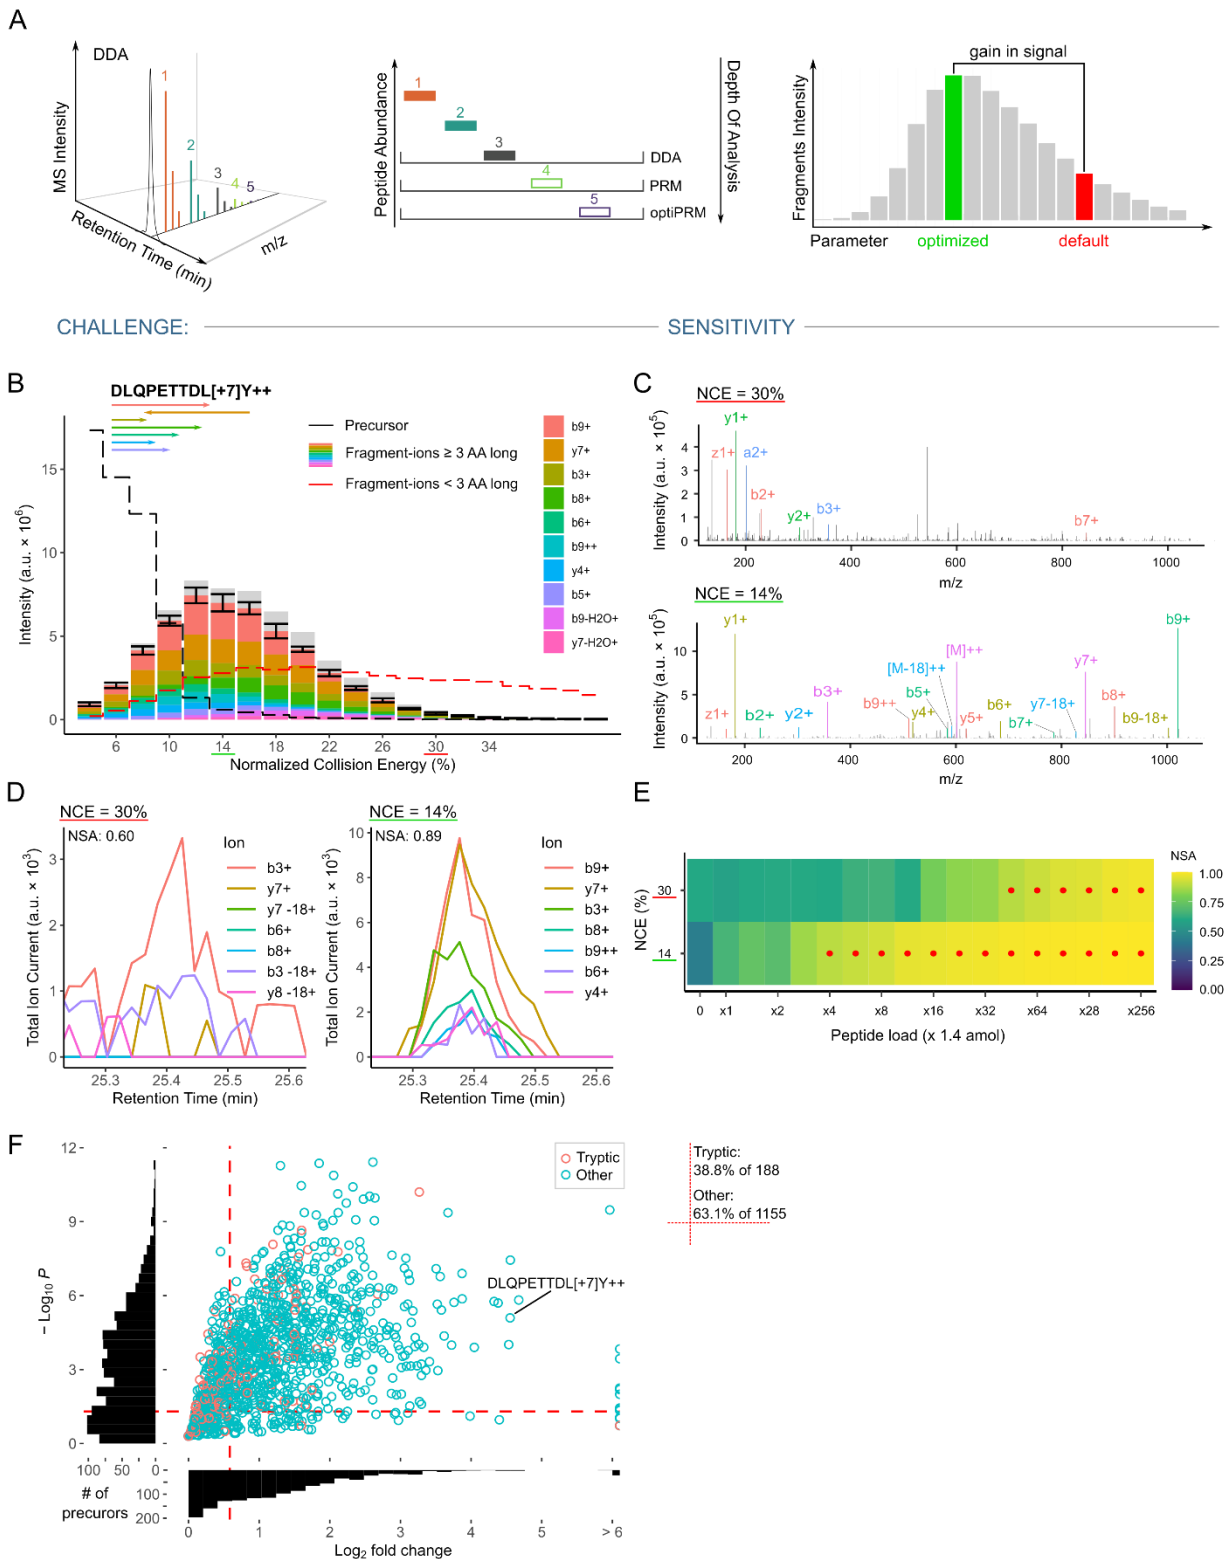 A
DDA
MS Intensity
Retention Time (min)
m/z
1
2
3
4
5
Peptide Abundance
1
2
3
4
5
DDA
PRM
optiPRM
Depth Of Analysis
gain in signal
Fragments Intensity
Parameter
optimized
default
CHALLENGE:
SENSITIVITY
B
DLQPETTDL[+7]Y++
Precursor
Fragment-ions ≥ 3 AA long
Fragment-ions < 3 AA long
b9+
y7+
b3+
b8+
b6+
b9++
y4+
b5+
b9-H2O+
y7-H2O+
Intensity (a.u. × 10⁶)
15
10
5
0
6
10
14
18
22
26
30
34
Normalized Collision Energy (%)
C
NCE = 30%
Intensity (a.u. × 10⁵)
4
3
2
1
0
z1+
y1+
a2+
b2+
y2+
b3+
b7+
200
400
600
800
1000
m/z
NCE = 14%
Intensity (a.u. × 10⁵)
10
5
0
y1+
z1+
b2+
y2+
b3+
b9++
[M-18]++
b5+
y4+
[M]++
y5+
b6+
b7+
y7-18+
y7+
b8+
b9-18+
b9+
200
400
600
800
1000
m/z
D
NCE = 30%
NSA: 0.60
Ion
b3+
y7+
y7 -18+
b6+
b8+
b3 -18+
y8 -18+
Total Ion Current (a.u. × 10³)
3
2
1
0
25.3
25.4
25.5
25.6
Retention Time (min)
NCE = 14%
NSA: 0.89
Ion
b9+
y7+
b3+
b8+
b9++
b6+
y4+
Total Ion Current (a.u. × 10³)
10
8
6
4
2
0
25.3
25.4
25.5
25.6
Retention Time (min)
E
NCE (%)
30
14
0
x1
x2
x4
x8
x16
x32
x64
x28
x256
Peptide load (x 1.4 amol)
NSA
1.00
0.75
0.50
0.25
0.00
F
− Log₁₀ P
12
9
6
3
0
Tryptic
Other
DLQPETTDL[+7]Y++
100
50
0
# of
precurors
0
100
200
0
1
2
3
4
5
> 6
Log₂ fold change
Tryptic:
38.8% of 188
Other:
63.1% of 1155